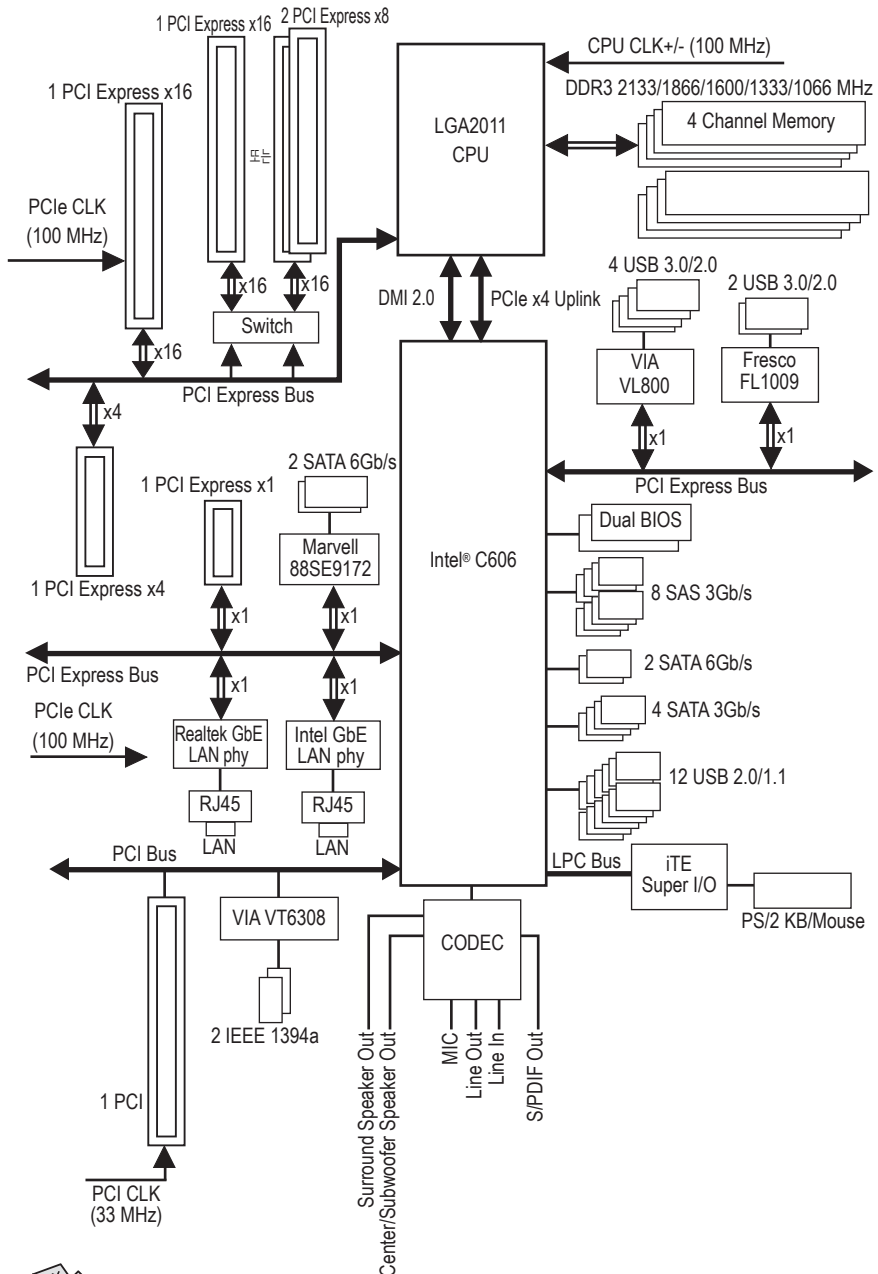 1 PCI Express x16
2 PCI Express x8
1 PCI Express x16
CPU CLK+/- (100 MHz)
DDR3 2133/1866/1600/1333/1066 MHz
4 Channel Memory
LGA2011
CPU
PCIe CLK
(100 MHz)
x16
x16
Switch
x16
PCI Express Bus
DMI 2.0
PCIe x4 Uplink
4 USB 3.0/2.0
2 USB 3.0/2.0
VIA
VL800
Fresco
FL1009
x1
x1
PCI Express Bus
x4
1 PCI Express x4
1 PCI Express x1
2 SATA 6Gb/s
Marvell
88SE9172
x1
x1
PCI Express Bus
x1
x1
PCIe CLK
(100 MHz)
Realtek GbE
LAN phy
Intel GbE
LAN phy
RJ45
RJ45
LAN
LAN
Intel® C606
Dual BIOS
8 SAS 3Gb/s
2 SATA 6Gb/s
4 SATA 3Gb/s
12 USB 2.0/1.1
LPC Bus
iTE
Super I/O
PS/2 KB/Mouse
PCI Bus
VIA VT6308
2 IEEE 1394a
1 PCI
PCI CLK
(33 MHz)
CODEC
Surround Speaker Out
Center/Subwoofer Speaker Out
MIC
Line Out
Line In
S/PDIF Out